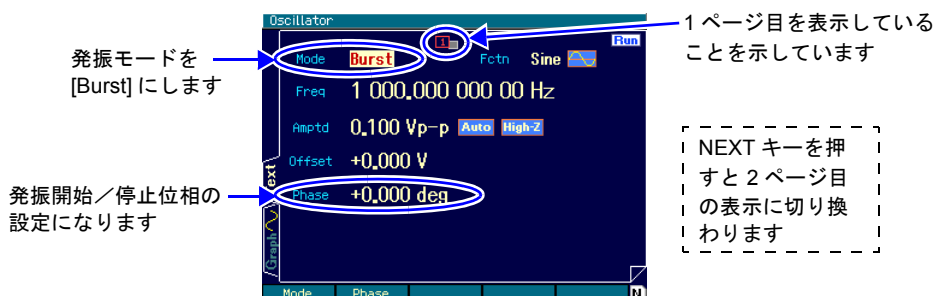 Oscillator
1 ページ目を表示している
ことを示しています
発振モードを
[Burst] にします
1
Run
Mode Burst Fctn Sine
Freq 1 000.000 000 00 Hz
Amptd 0.100 Vp-p Auto High-Z
Offset +0.000 V
Phase +0.000 deg
発振開始／停止位相の
設定になります
NEXT キーを押
すと 2 ページ目
の表示に切り換
わります
Text
Graph
Mode Phase N